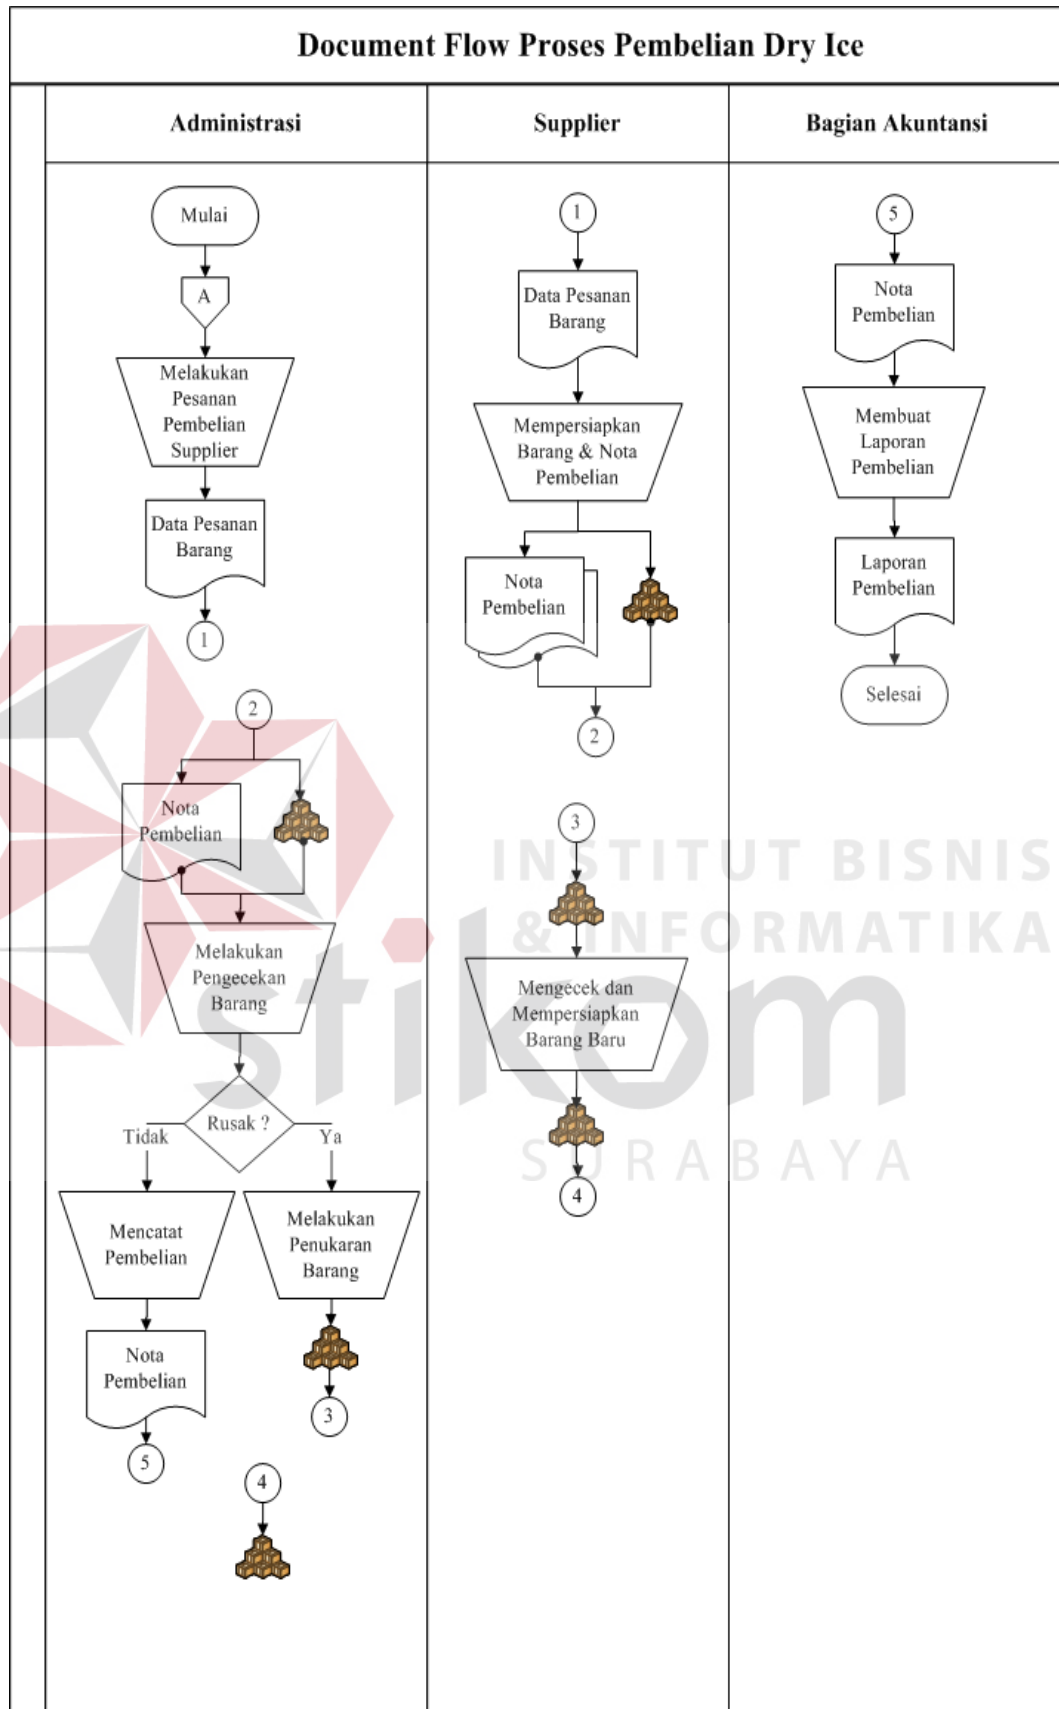 Document Flow Proses Pembelian Dry Ice
Administrasi
Supplier
Bagian Akuntansi
Mulai
A
Melakukan
Pesanan
Pembelian
Supplier
Data Pesanan
Barang
1
2
Nota
Pembelian
Melakukan
Pengecekan
Barang
Rusak ?
Tidak
Ya
Mencatat
Pembelian
Melakukan
Penukaran
Barang
Nota
Pembelian
3
5
4
1
Data Pesanan
Barang
Mempersiapkan
Barang & Nota
Pembelian
Nota
Pembelian
2
3
Mengecek dan
Mempersiapkan
Barang Baru
4
5
Nota
Pembelian
Membuat
Laporan
Pembelian
Laporan
Pembelian
Selesai
INSTITUT BISNIS
& INFORMATIKA
stikom
SURABAYA